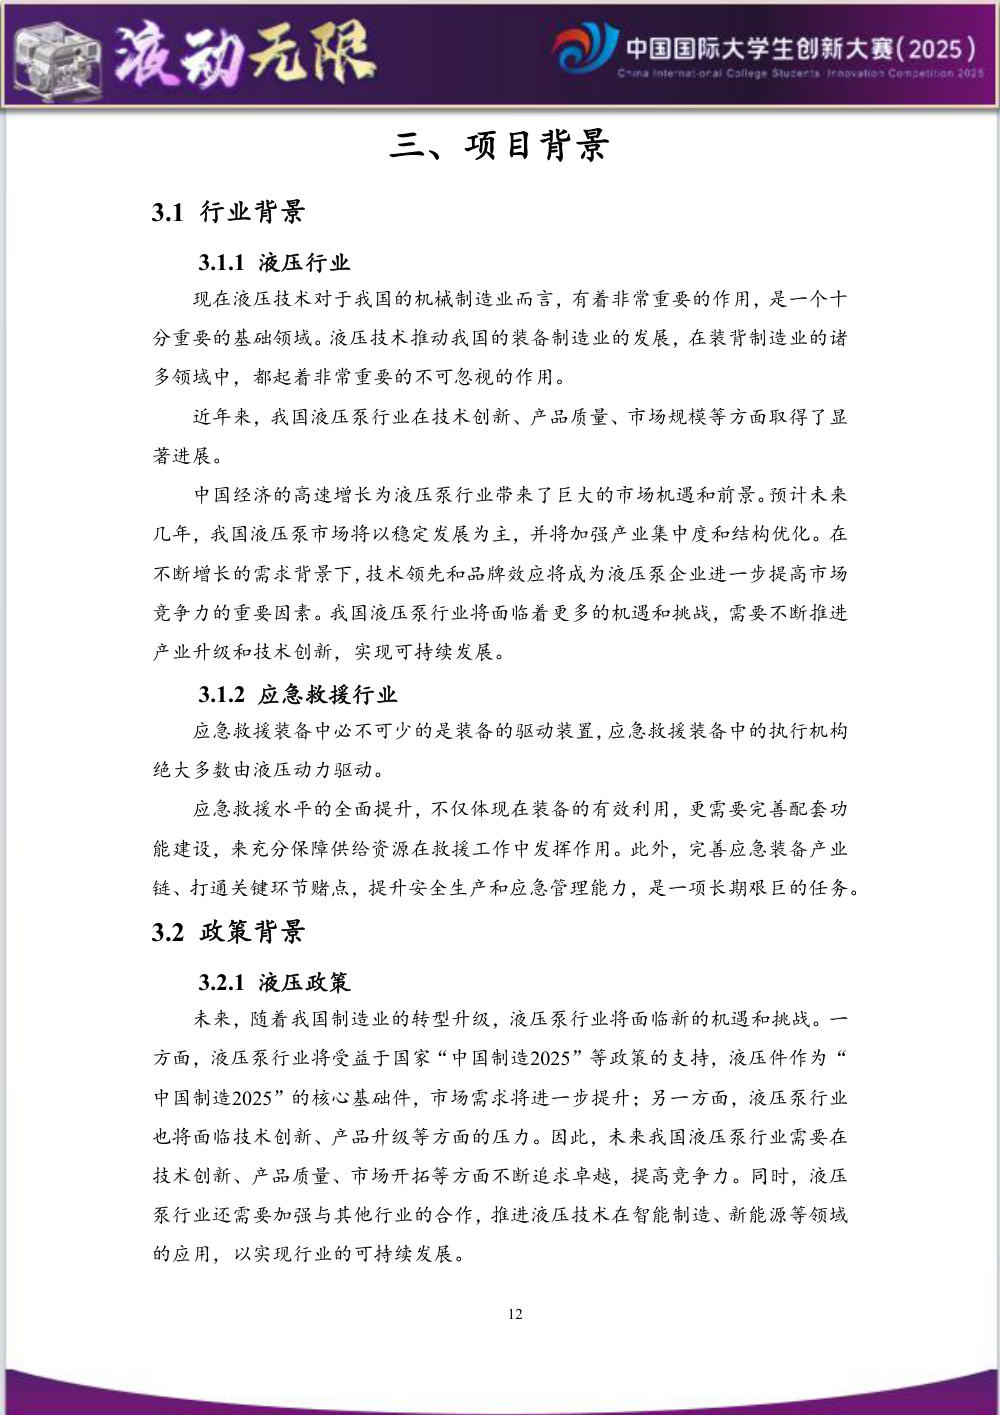 液动无限
中国国际大学生创新大赛(2025)
China International College Students' Innovation Competition 2025
三、项目背景
3.1 行业背景
3.1.1 液压行业
现在液压技术对于我国的机械制造业而言，有着非常重要的作用，是一个十
分重要的基础领域。液压技术推动我国的装备制造业的发展，在装背制造业的诸
多领域中，都起着非常重要的不可忽视的作用。
近年来，我国液压泵行业在技术创新、产品质量、市场规模等方面取得了显
著进展。
中国经济的高速增长为液压泵行业带来了巨大的市场机遇和前景。预计未来
几年，我国液压泵市场将以稳定发展为主，并将加强产业集中度和结构优化。在
不断增长的需求背景下，技术领先和品牌效应将成为液压泵企业进一步提高市场
竞争力的重要因素。我国液压泵行业将面临着更多的机遇和挑战，需要不断推进
产业升级和技术创新，实现可持续发展。
3.1.2 应急救援行业
应急救援装备中必不可少的是装备的驱动装置，应急救援装备中的执行机构
绝大多数由液压动力驱动。
应急救援水平的全面提升，不仅体现在装备的有效利用，更需要完善配套功
能建设，来充分保障供给资源在救援工作中发挥作用。此外，完善应急装备产业
链、打通关键环节赌点，提升安全生产和应急管理能力，是一项长期艰巨的任务。
3.2 政策背景
3.2.1 液压政策
未来，随着我国制造业的转型升级，液压泵行业将面临新的机遇和挑战。一
方面，液压泵行业将受益于国家“中国制造2025”等政策的支持，液压件作为“
中国制造2025”的核心基础件，市场需求将进一步提升；另一方面，液压泵行业
也将面临技术创新、产品升级等方面的压力。因此，未来我国液压泵行业需要在
技术创新、产品质量、市场开拓等方面不断追求卓越，提高竞争力。同时，液压
泵行业还需要加强与其他行业的合作，推进液压技术在智能制造、新能源等领域
的应用，以实现行业的可持续发展。
12